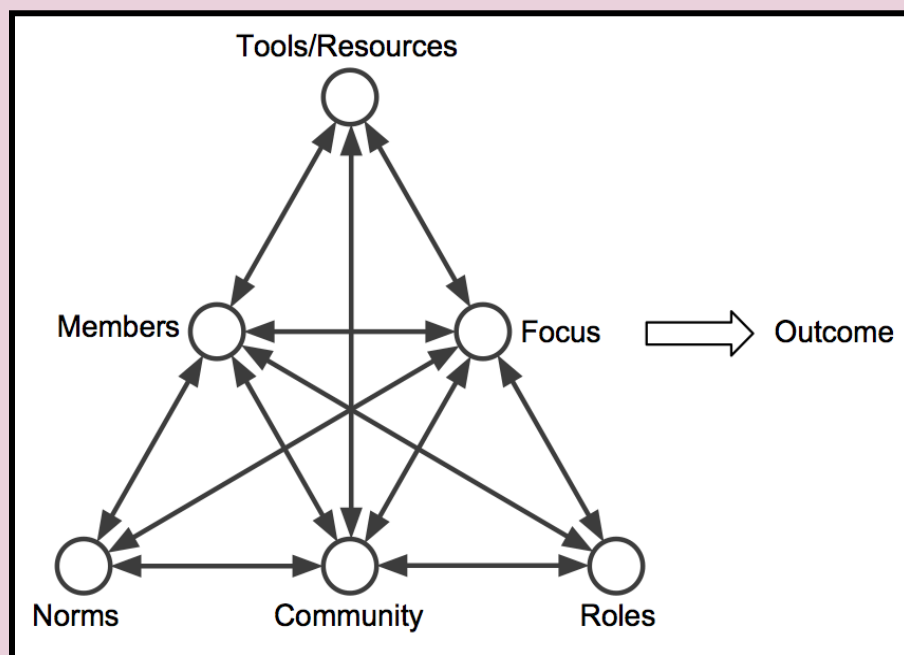 Tools/Resources
Members
Focus
Outcome
Norms
Community
Roles